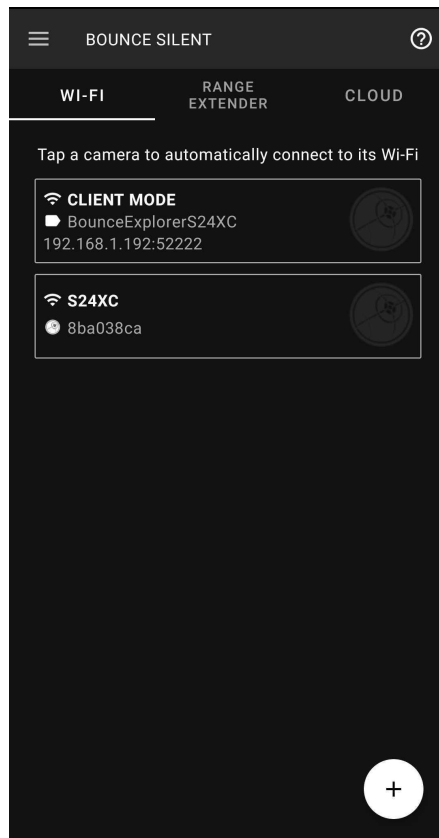 BOUNCE SILENT
WI-FI
RANGE
EXTENDER
CLOUD
Tap a camera to automatically connect to its Wi-Fi
CLIENT MODE
BounceExplorerS24XC
192.168.1.192:52222
S24XC
8ba038ca
+